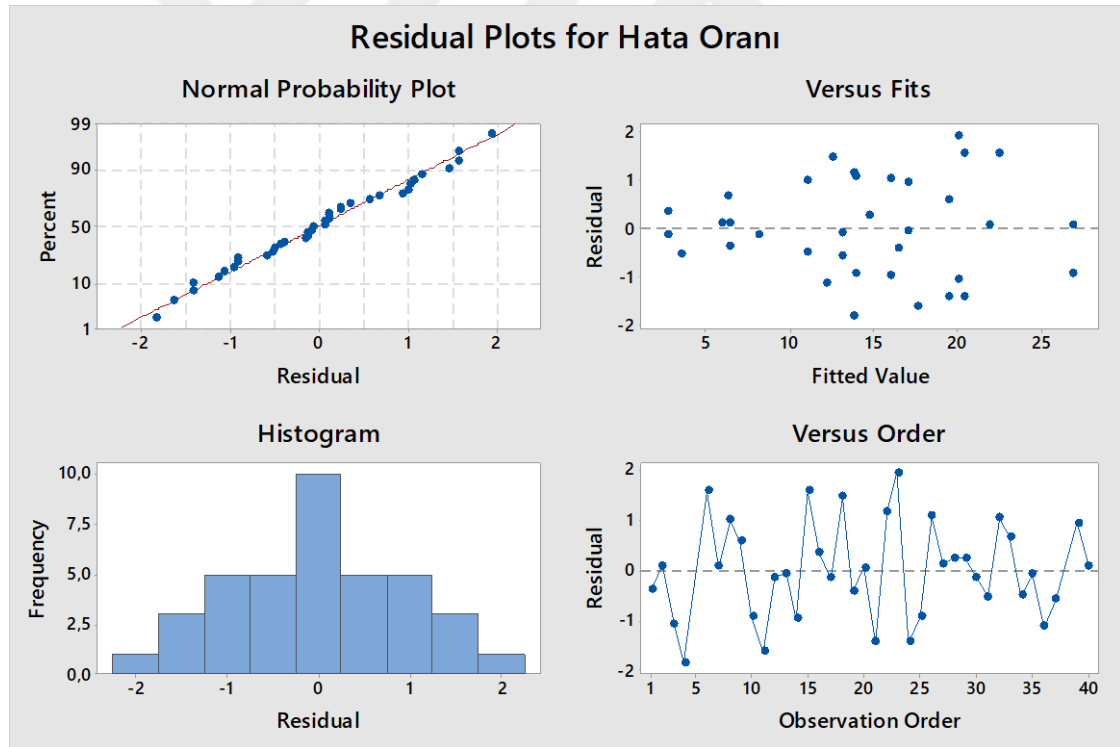 Residual Plots for Hata Oranı
Normal Probability Plot
99
90
50
10
1
Percent
-2 -1 0 1 2
Residual
Versus Fits
2
1
0
-1
-2
Residual
5 10 15 20 25
Fitted Value
Histogram
10,0
7,5
5,0
2,5
0,0
Frequency
-2 -1 0 1 2
Residual
Versus Order
2
1
0
-1
-2
Residual
1 5 10 15 20 25 30 35 40
Observation Order